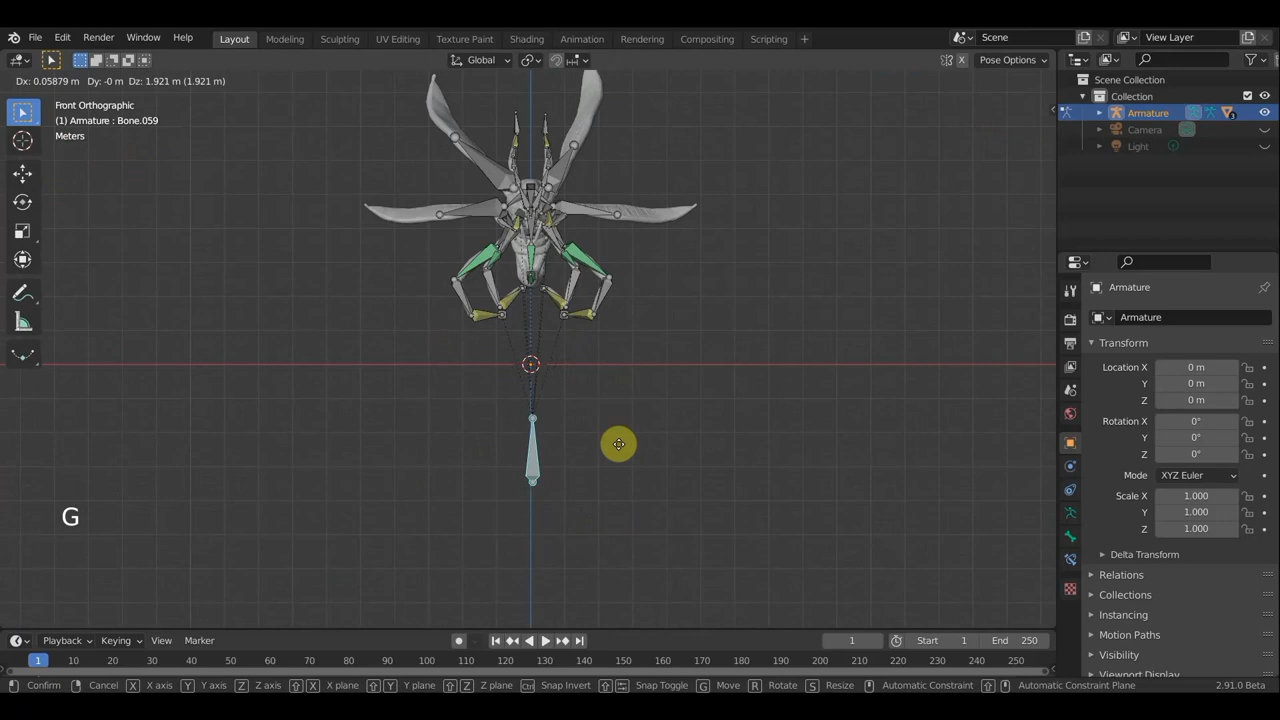 File Edit Render Window Help Layout Modeling Sculpting UV Editing Texture Paint Shading Animation Rendering Compositing Scripting + Scene View Layer
Global X Pose Options
Dx: 0.05879 m Dy: -0 m Dz: 1.921 m (1.921 m)
Front Orthographic
(1) Armature : Bone.059
Meters
Scene Collection
Collection
Armature 3
Camera
Light
Armature
Armature
Transform
Location X 0 m
Y 0 m
Z 0 m
Rotation X 0°
Y 0°
Z 0°
Mode XYZ Euler
Scale X 1.000
Y 1.000
Z 1.000
Delta Transform
Relations
Collections
Instancing
Motion Paths
Visibility
Viewport Display
G
Playback Keying View Marker 1 Start 1 End 250
1 10 20 30 40 50 60 70 80 90 100 110 120 130 140 150 160 170 180 190 200 210 220 230 240 250
Confirm Cancel X X axis Y Y axis Z Z axis X X plane Y Y plane Z Z plane Ctrl Snap Invert Snap Toggle G Move R Rotate S Resize Automatic Constraint Automatic Constraint Plane 2.91.0 Beta